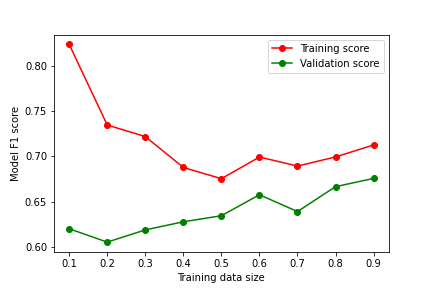 Training score
Validation score
Model F1 score
0.80
0.75
0.70
0.65
0.60
0.1 0.2 0.3 0.4 0.5 0.6 0.7 0.8 0.9
Training data size